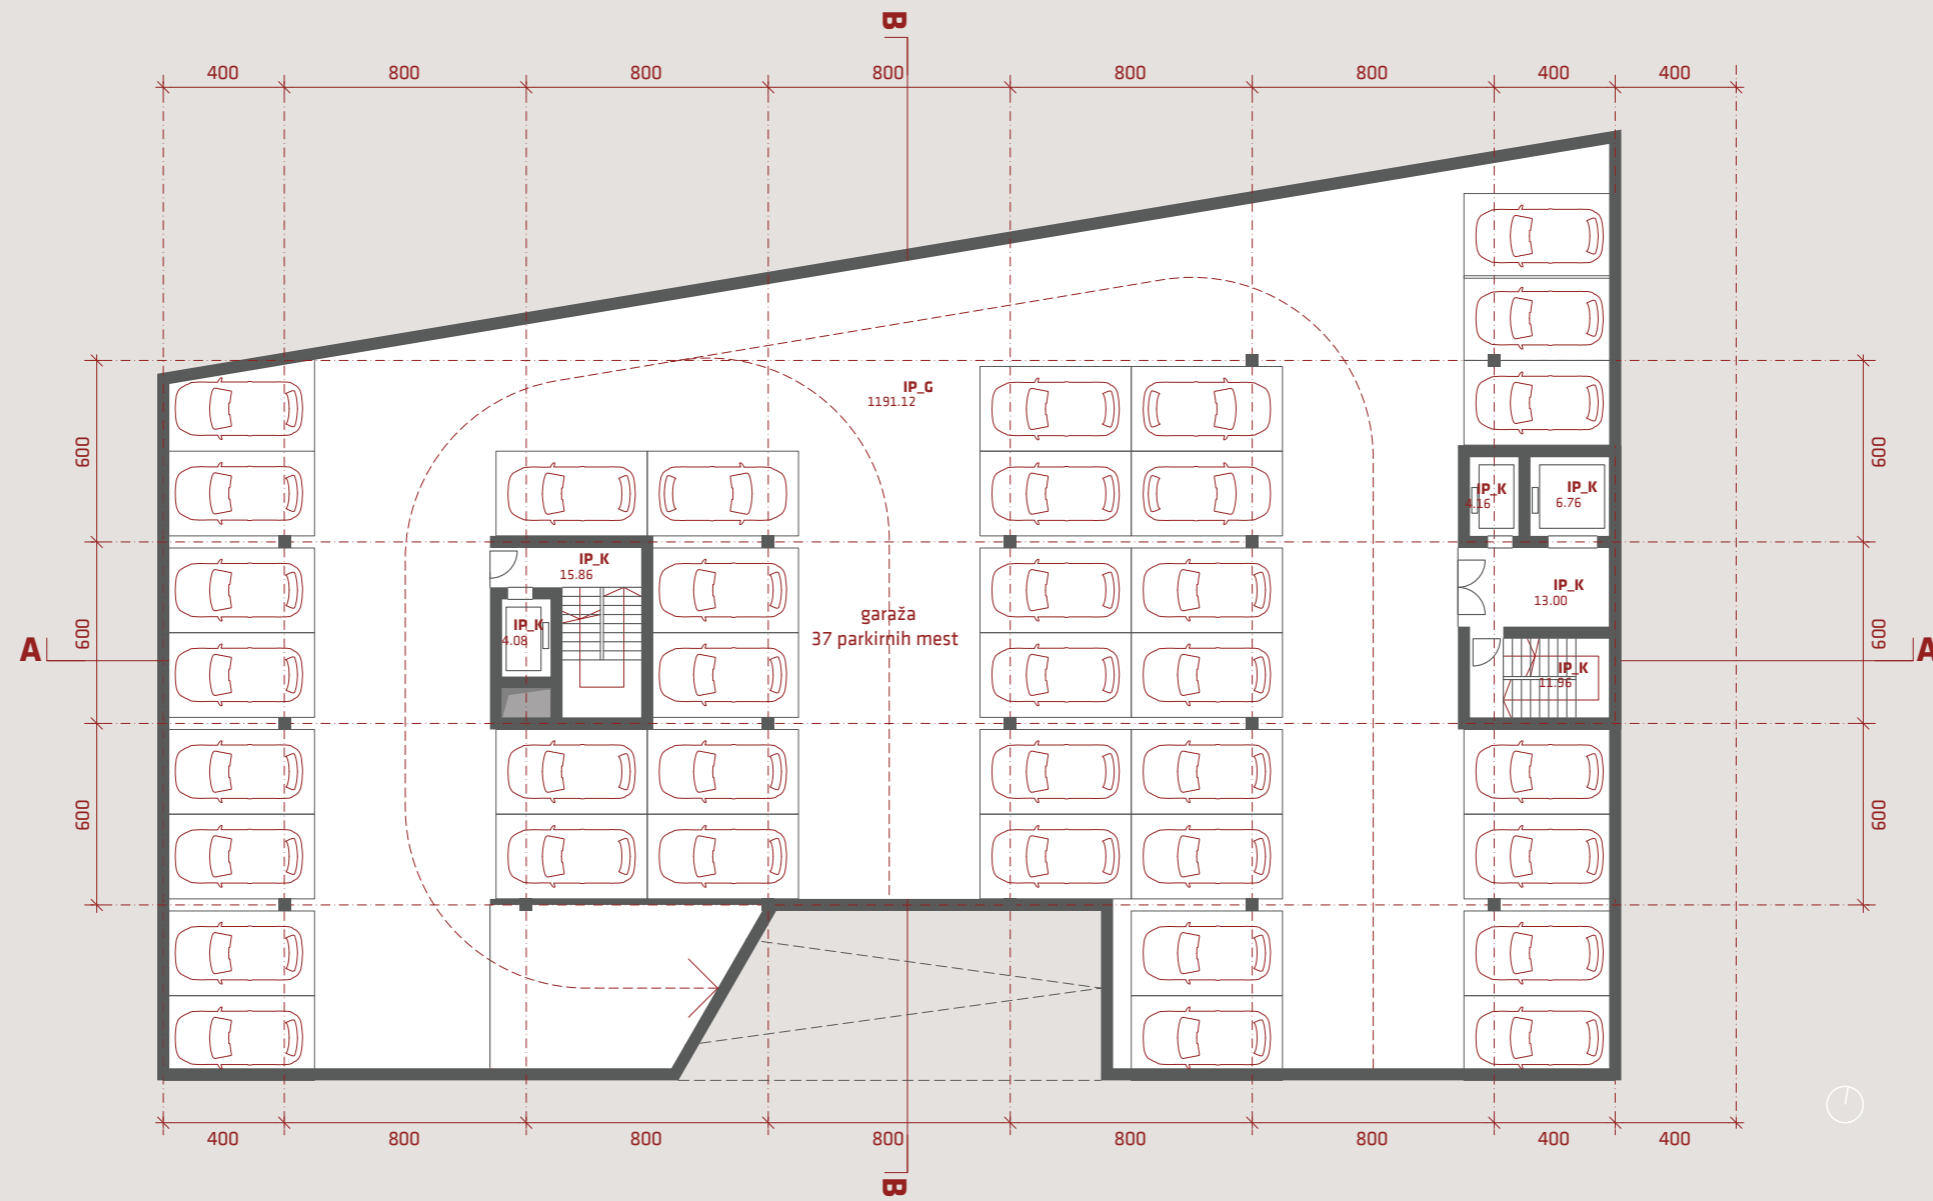 B
400 800 800 800 800 800 400 400
IP_G
1191.12
600 600
IP_K IP_K
4.16 6.76
IP_K
15.86
IP_K
13.00
garaža
37 parkirnih mest
IP_K
4.08
600 600
A A
IP_K
11.96
600 600
400 800 800 800 800 800 400 400
B